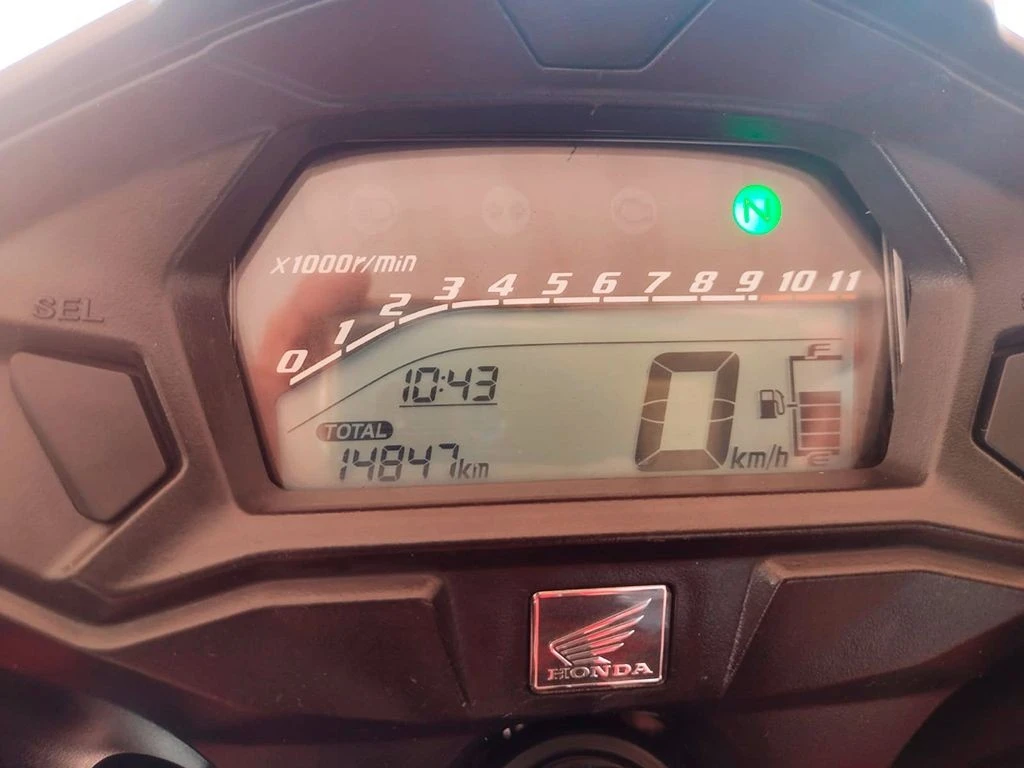 N
x1000r/min
0 1 2 3 4 5 6 7 8 9 10 11
SEL
10:43
F
TOTAL
14847km
0 km/h
E
HONDA